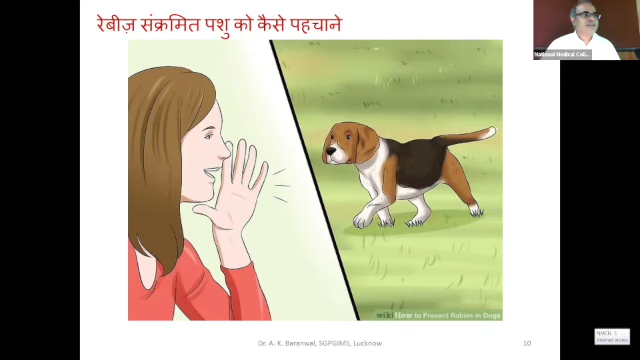 रेबीज़ संक्रमित पशु को कैसे पहचाने
National Medical Coll...
wikiHow to Prevent Rabies in Dogs
Dr. A. K. Baranwal, SGPGIMS, Lucknow
10